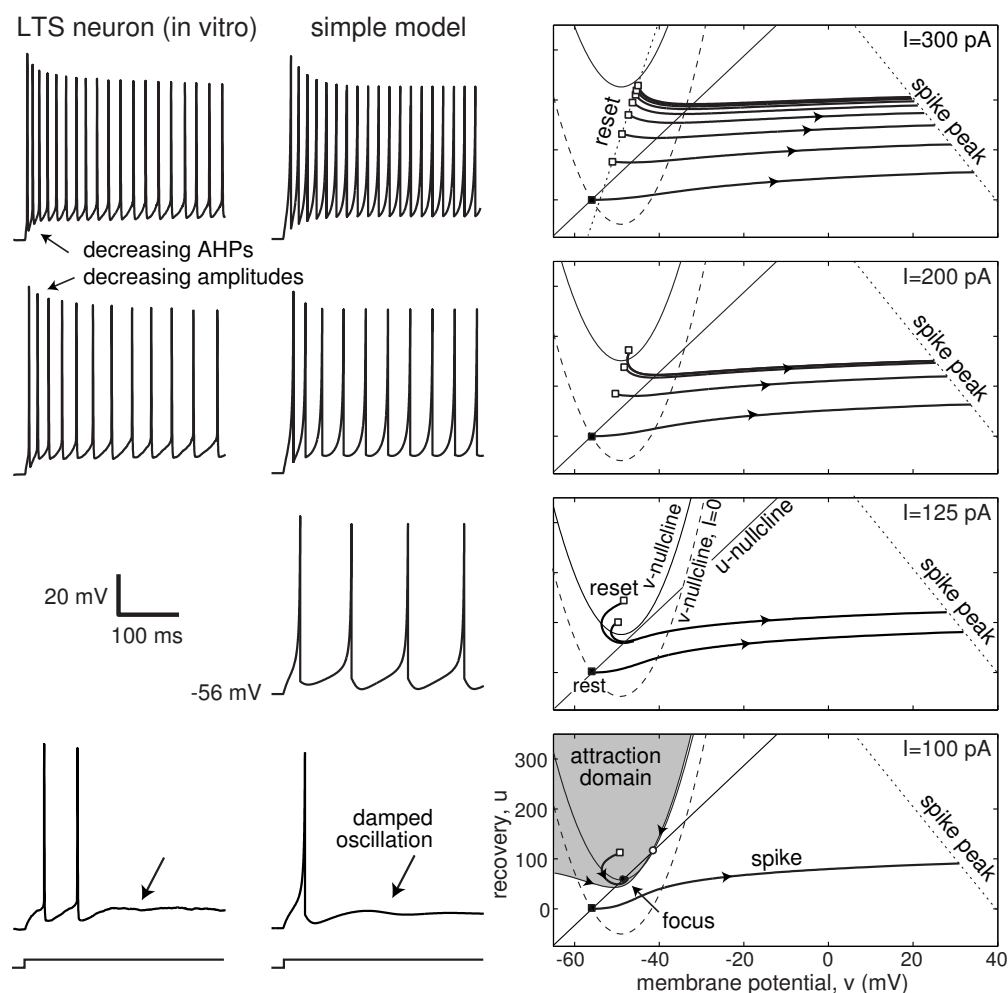 LTS neuron (in vitro)
simple model
decreasing AHPs
decreasing amplitudes
20 mV
100 ms
-56 mV
damped
oscillation
I=300 pA
reset
spike peak
I=200 pA
spike peak
I=125 pA
v-nullcline
v-nullcline, I=0
u-nullcline
reset
spike peak
rest
I=100 pA
300
200
100
0
recovery, u
attraction
domain
spike
spike peak
focus
-60
-40
-20
0
20
40
membrane potential, v (mV)